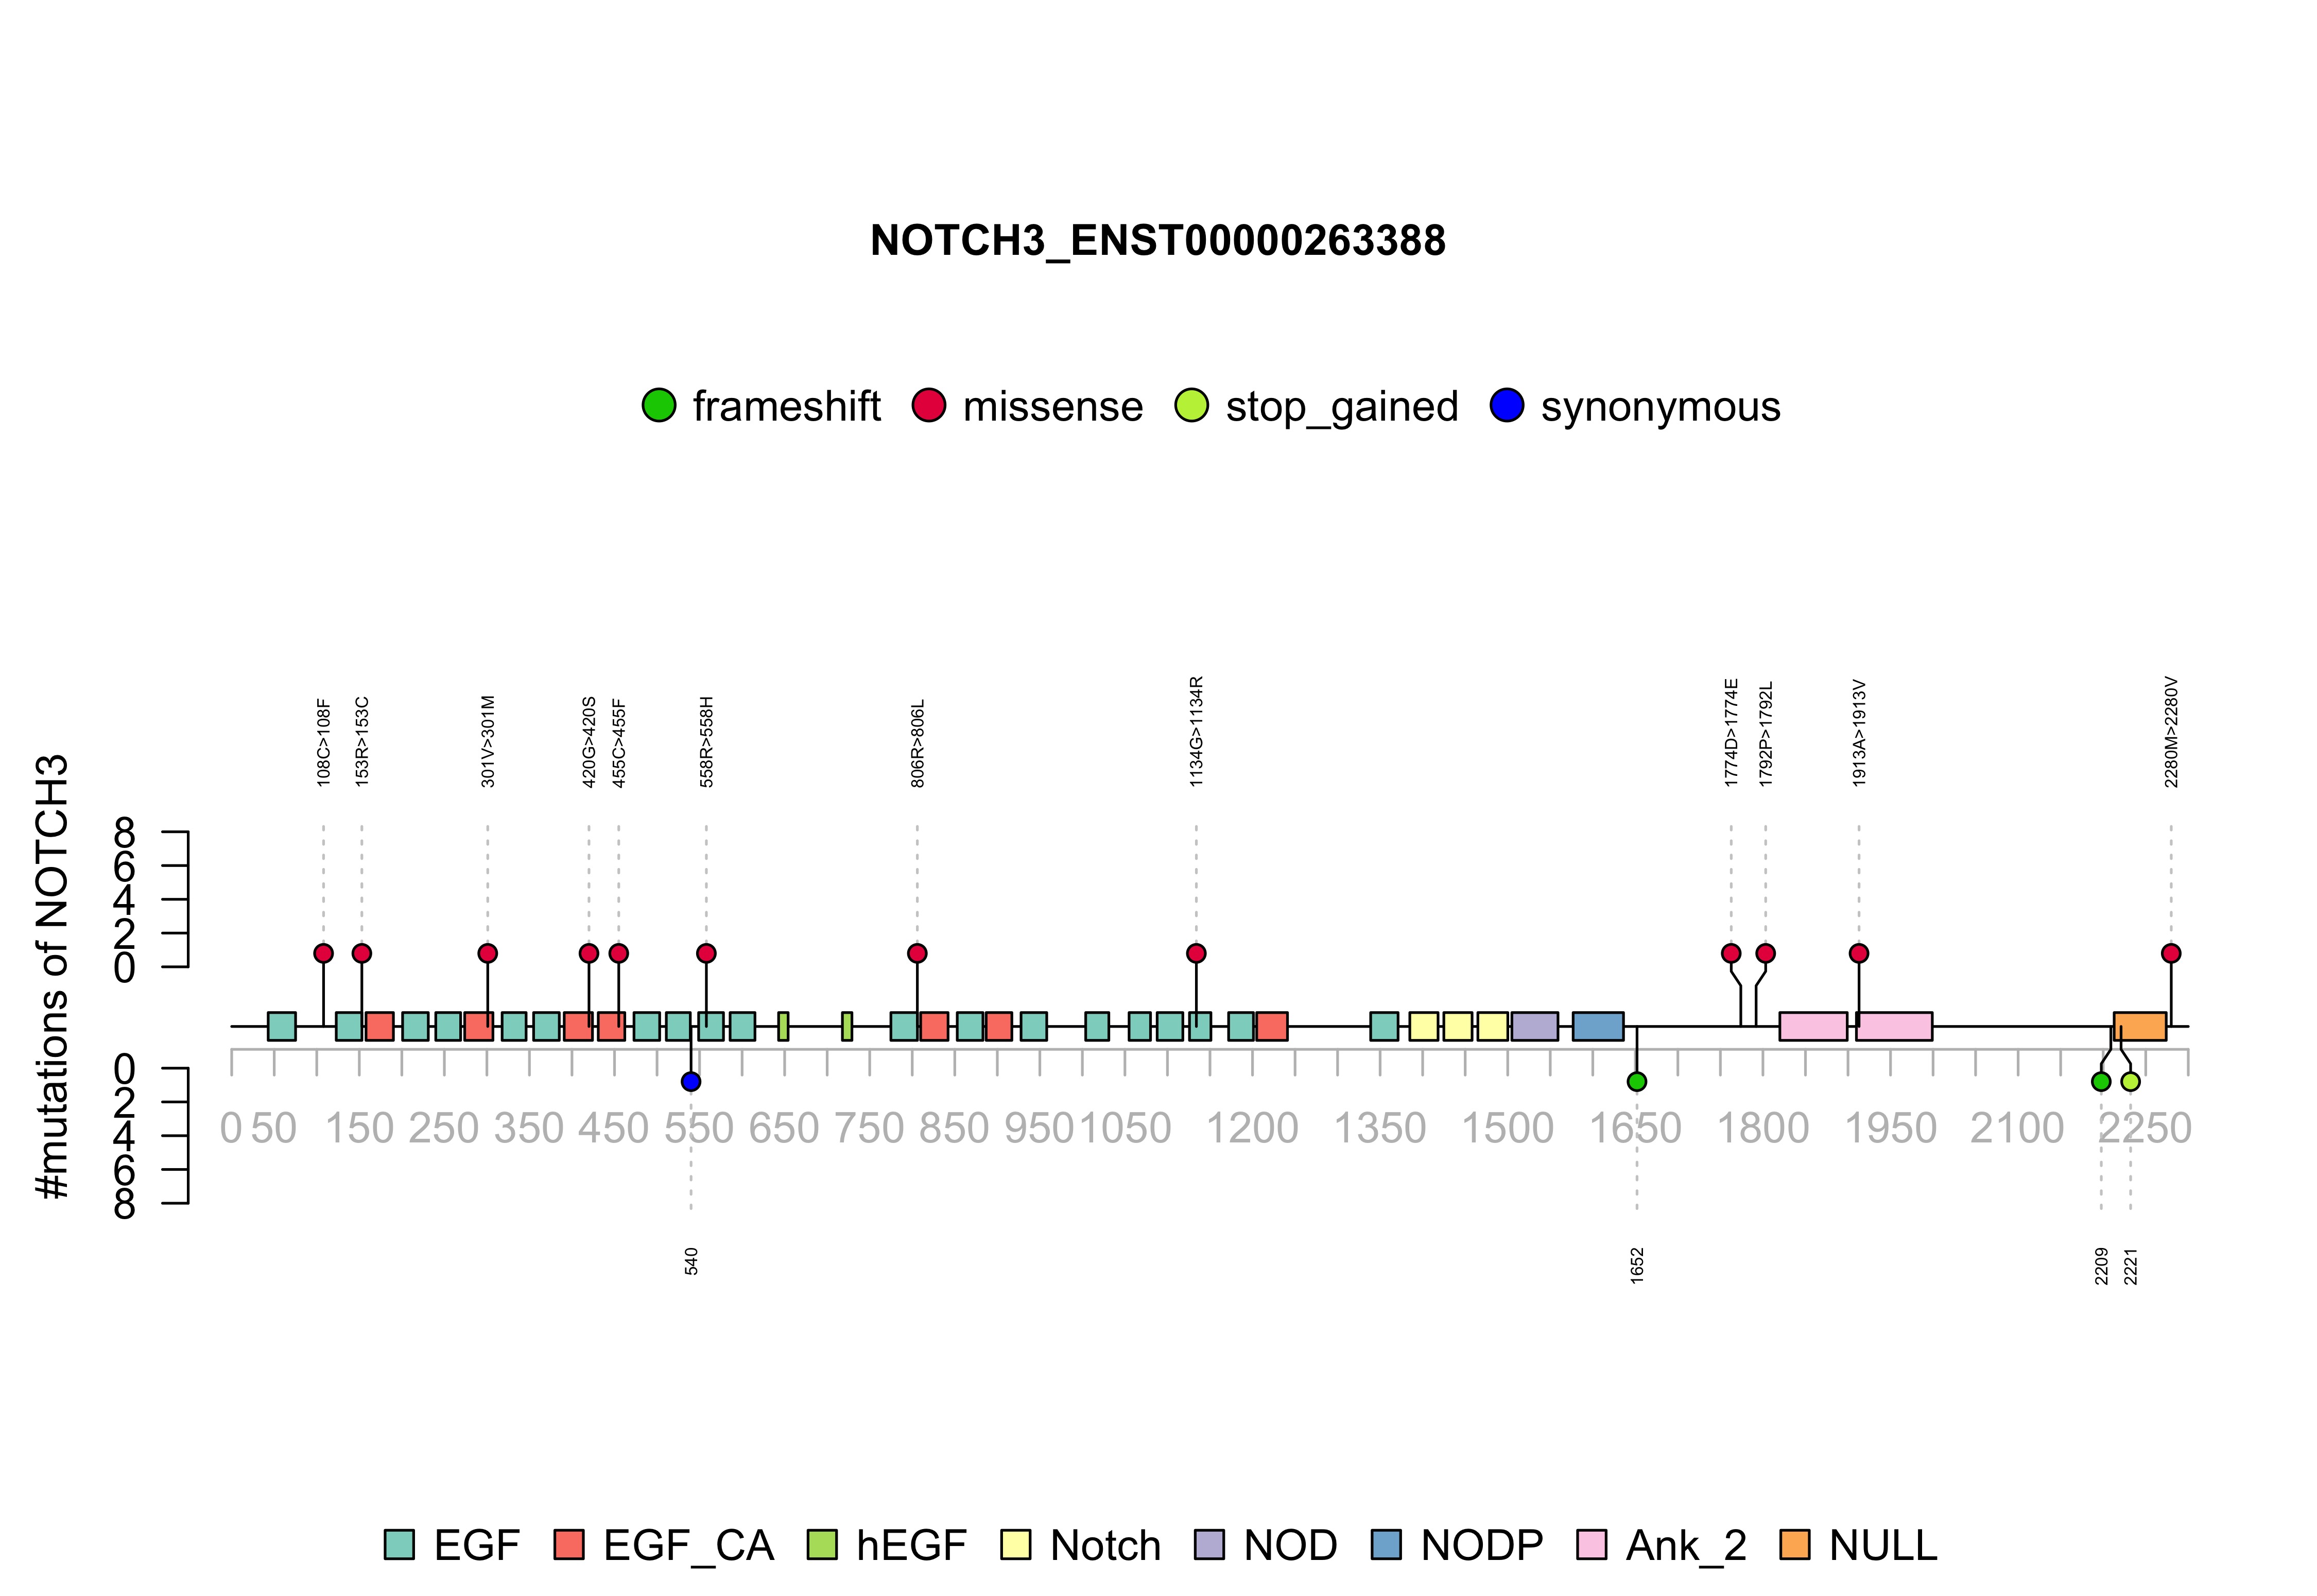 NOTCH3_ENST00000263388
frameshift missense stop_gained synonymous
108C>108F
153R>153C
301V>301M
420G>420S
455C>455F
558R>558H
806R>806L
1134G>1134R
1774D>1774E
1792P>1792L
1913A>1913V
2280M>2280V
#mutations of NOTCH3
8
6
4
2
0
0
2
4
6
8
0 50 150 250 350 450 550 650 750 850 950 1050 1200 1350 1500 1650 1800 1950 2100 2250
540
1652
2209
2221
EGF EGF_CA hEGF Notch NOD NODP Ank_2 NULL